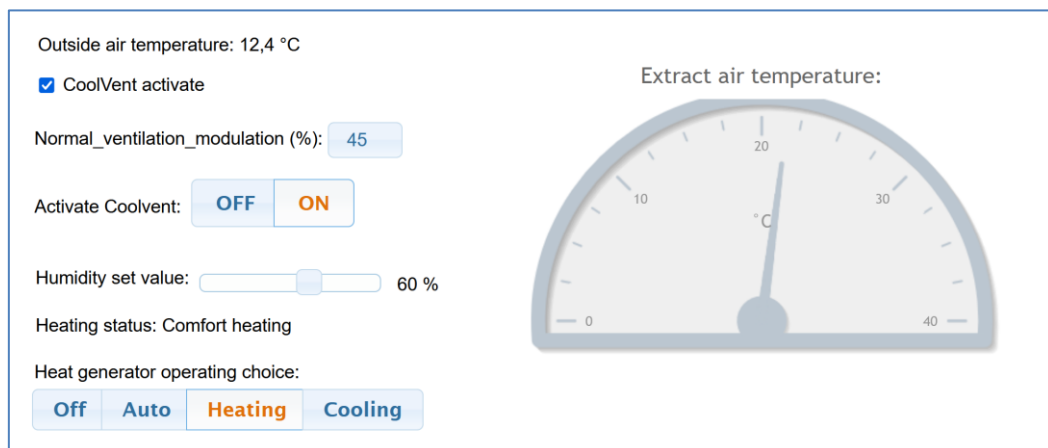 Outside air temperature: 12,4 °C
CoolVent activate
Normal_ventilation_modulation (%): 45
Activate Coolvent: OFF ON
Humidity set value: 60 %
Heating status: Comfort heating
Heat generator operating choice:
Off Auto Heating Cooling
Extract air temperature:
20
10 30
°C
0 40